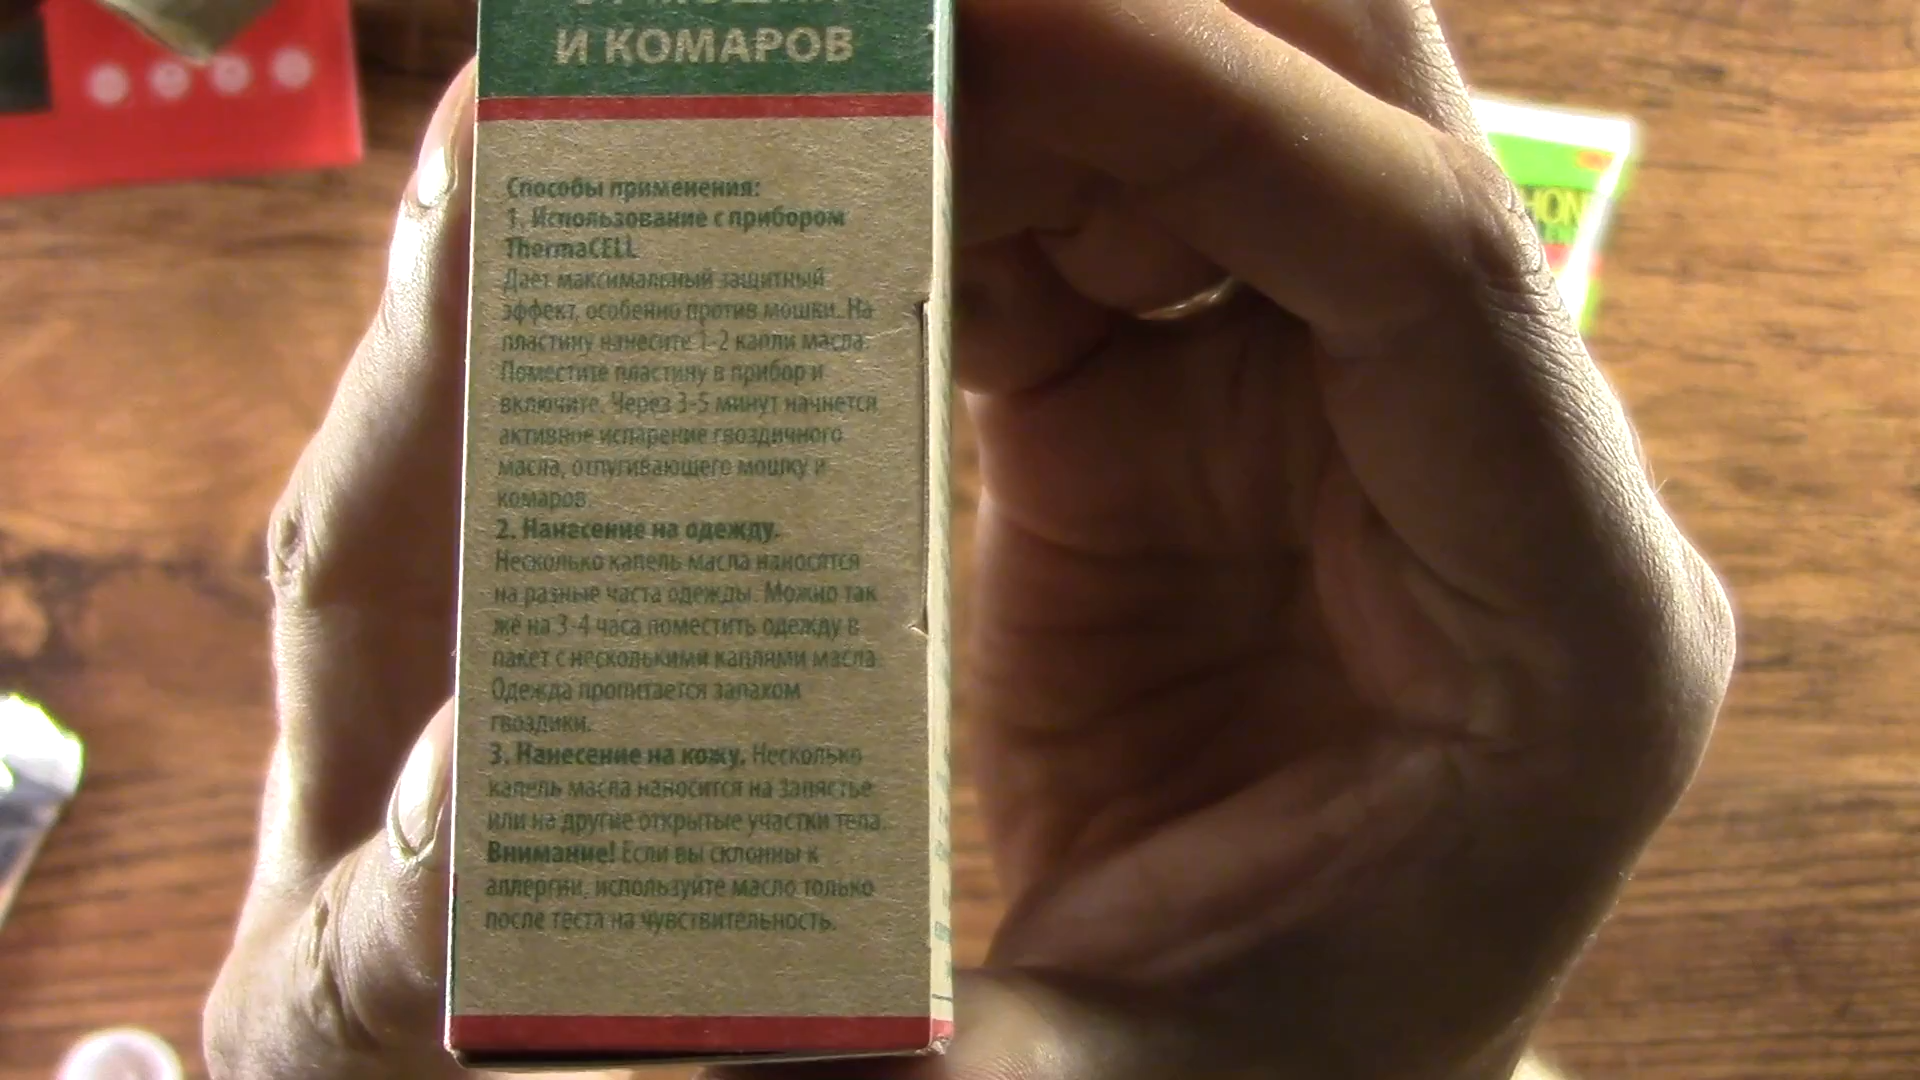 И КОМАРОВ
Способы применения:
1. Использование с прибором
ThermaCELL
Дает максимальный защитный
эффект, особенно против мошки. На
пластину нанесите 1-2 капли масла.
Поместите пластину в прибор и
включите. Через 3-5 минут начнется
активное испарение гвоздичного
масла, отпугивающего мошку и
комаров.
2. Нанесение на одежду.
Несколько капель масла наносятся
на разные часта одежды. Можно так
же на 3-4 часа поместить одежду в
пакет с несколькими каплями масла.
Одежда пропитается запахом
гвоздики.
3. Нанесение на кожу. Несколько
капель масла наносится на запястье
или на другие открытые участки тела.
Внимание! Если вы склонны к
аллергии, используйте масло только
после теста на чувствительность.